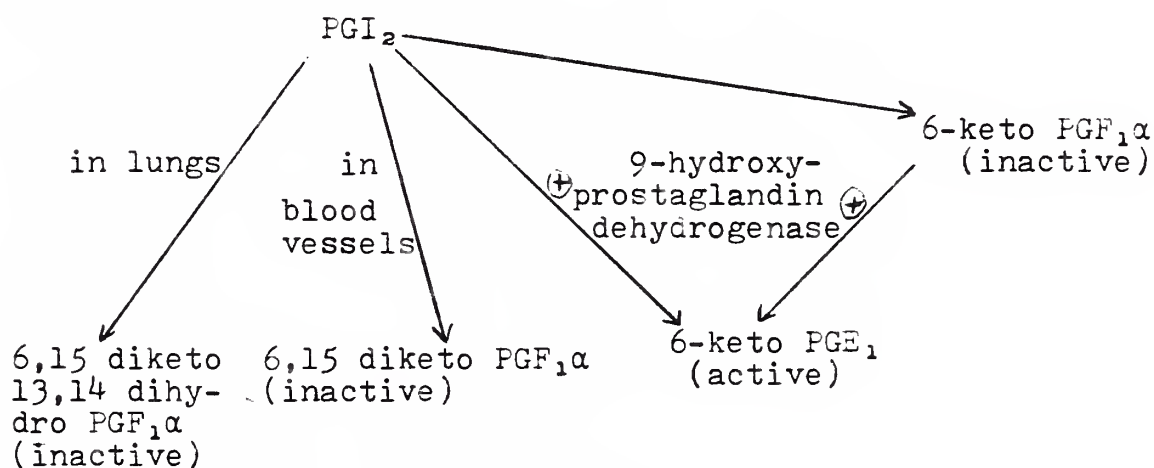 PGI₂
6-keto PGF₁α
(inactive)
in lungs
in
blood
vessels
9-hydroxy-
⊕prostaglandin ⊕
dehydrogenase
6,15 diketo
13,14 dihy-
dro PGF₁α
(inactive)
6,15 diketo PGF₁α
(inactive)
6-keto PGE₁
(active)